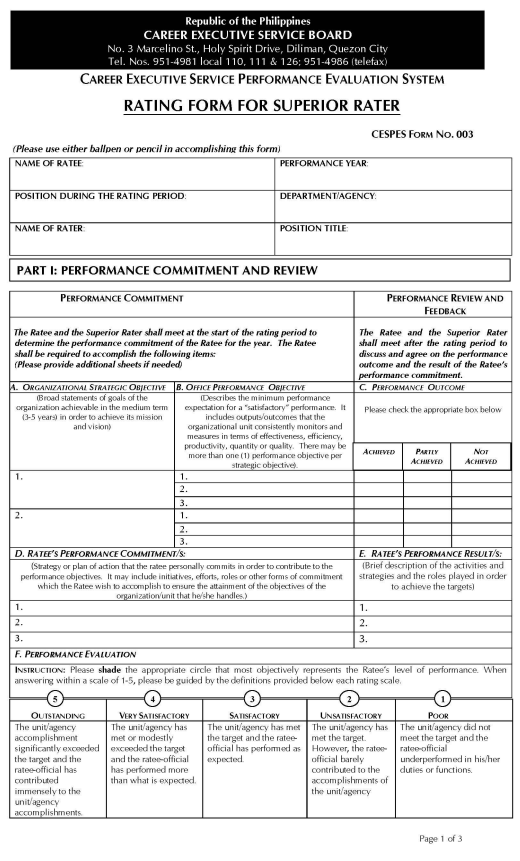 Republic of the Philippines
CAREER EXECUTIVE SERVICE BOARD
No. 3 Marcelino St., Holy Spirit Drive, Diliman, Quezon City
Tel. Nos. 951-4981 local 110, 111 & 126; 951-4986 (telefax)
CAREER EXECUTIVE SERVICE PERFORMANCE EVALUATION SYSTEM
RATING FORM FOR SUPERIOR RATER
CESPES FORM NO. 003
(Please use either ballpen or pencil in accomplishing this form)
NAME OF RATEE:
PERFORMANCE YEAR:
POSITION DURING THE RATING PERIOD:
DEPARTMENT/AGENCY:
NAME OF RATER:
POSITION TITLE:
PART I: PERFORMANCE COMMITMENT AND REVIEW
PERFORMANCE COMMITMENT
PERFORMANCE REVIEW AND
FEEDBACK
The Ratee and the Superior Rater shall meet at the start of the rating period to
determine the performance commitment of the Ratee for the year. The Ratee
shall be required to accomplish the following items:
(Please provide additional sheets if needed)
The Ratee and the Superior Rater
shall meet after the rating period to
discuss and agree on the performance
outcome and the result of the Ratee's
performance commitment.
A. ORGANIZATIONAL STRATEGIC OBJECTIVE
(Broad statements of goals of the
organization achievable in the medium term
(3-5 years) in order to achieve its mission
and vision)
B. OFFICE PERFORMANCE OBJECTIVE
(Describes the minimum performance
expectation for a "satisfactory" performance. It
includes outputs/outcomes that the
organizational unit consistently monitors and
measures in terms of effectiveness, efficiency,
productivity, quantity or quality. There may be
more than one (1) performance objective per
strategic objective).
C. PERFORMANCE OUTCOME
Please check the appropriate box below
ACHIEVED
PARTLY
ACHIEVED
NOT
ACHIEVED
1.
1.
2.
3.
2.
1.
2.
3.
D. RATEE'S PERFORMANCE COMMITMENT/S:
(Strategy or plan of action that the ratee personally commits in order to contribute to the
performance objectives. It may include initiatives, efforts, roles or other forms of commitment
which the Ratee wish to accomplish to ensure the attainment of the objectives of the
organization/unit that he/she handles.)
E. RATEE'S PERFORMANCE RESULT/S:
(Brief description of the activities and
strategies and the roles played in order
to achieve the targets)
1.
1.
2.
2.
3.
3.
F. PERFORMANCE EVALUATION
INSTRUCTION: Please shade the appropriate circle that most objectively represents the Ratee's level of performance. When
answering within a scale of 1-5, please be guided by the definitions provided below each rating scale.
5
4
3
2
1
OUTSTANDING
The unit/agency
accomplishment
significantly exceeded
the target and the
ratee-official has
contributed
immensely to the
unit/agency
accomplishments.
VERY SATISFACTORY
The unit/agency has
met or modestly
exceeded the target
and the ratee-official
has performed more
than what is expected.
SATISFACTORY
The unit/agency has met
the target and the ratee-
official has performed as
expected.
UNSATISFACTORY
The unit/agency has
met the target.
However, the ratee-
official barely
contributed to the
accomplishments of
the unit/agency
POOR
The unit/agency did not
meet the target and the
ratee-official
underperformed in his/her
duties or functions.
Page 1 of 3